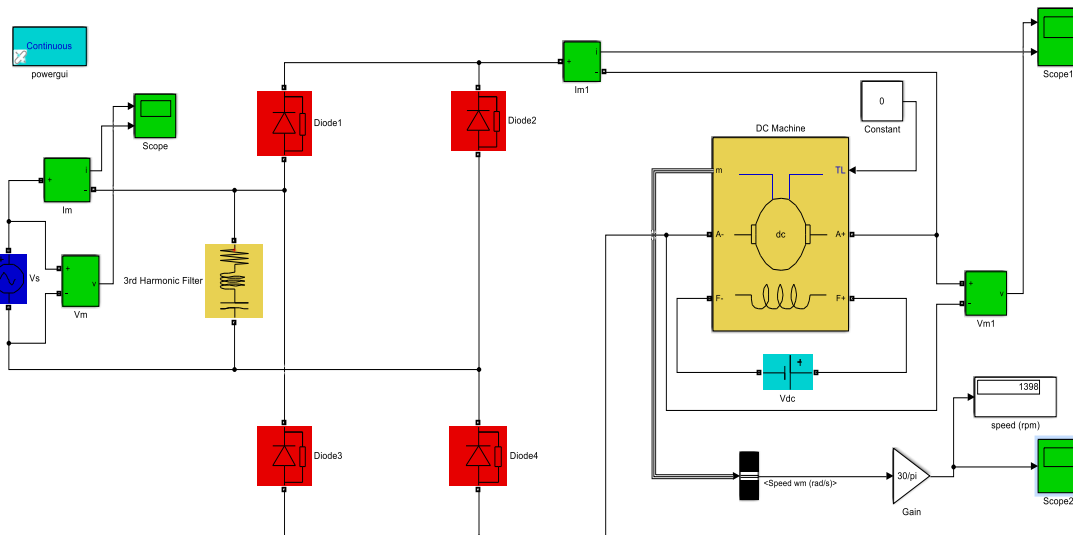 Continuous
powergui
Scope
i
+
-
Im
Vs
+
-
v
Vm
3rd Harmonic Filter
Diode1
Diode2
Diode3
Diode4
+
i
-
Im1
Scope1
0
Constant
DC Machine
m
TL
A-
dc
A+
F-
F+
+
Vdc
+
-
v
Vm1
1398
speed (rpm)
<Speed wm (rad/s)>
30/pi
Gain
Scope2